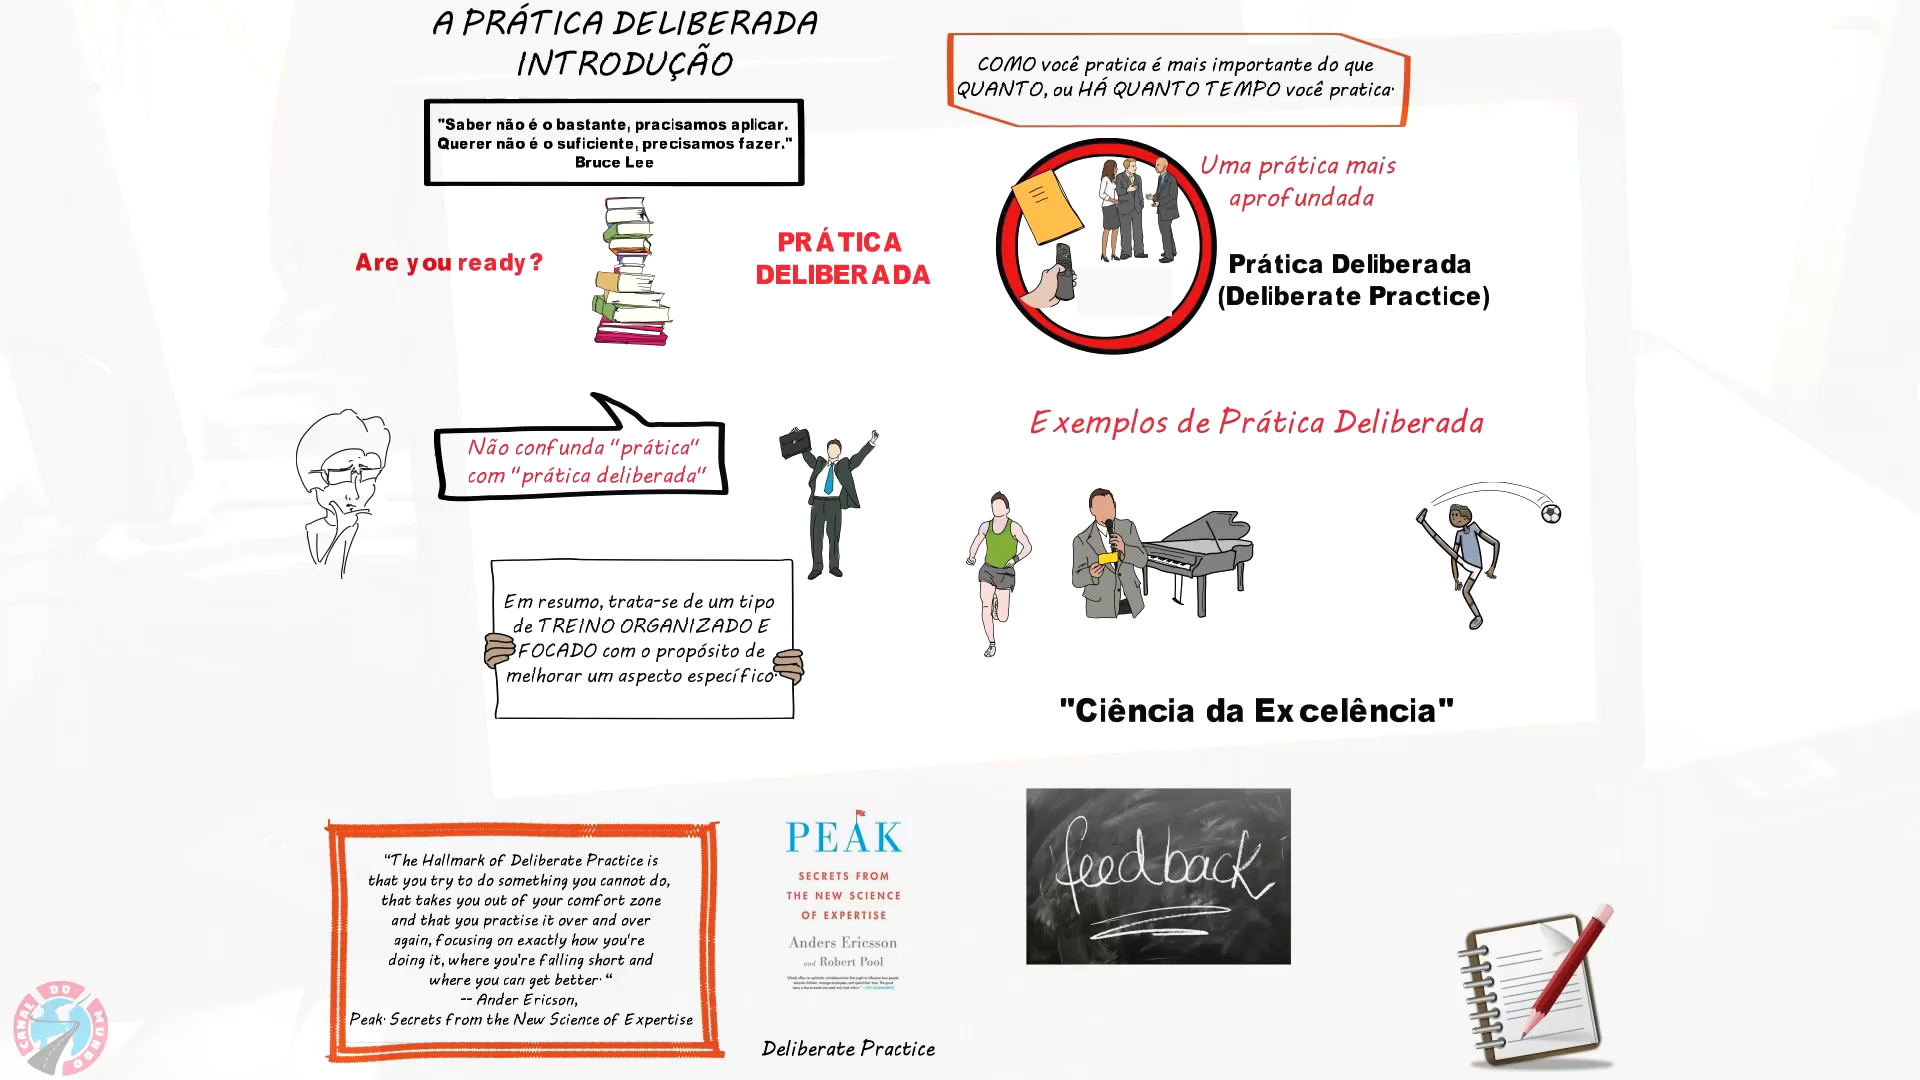 A PRÁTICA DELIBERADA
INTRODUÇÃO
"Saber não é o bastante, pracisamos aplicar.
Querer não é o suficiente, precisamos fazer."
Bruce Lee
Are you ready?
PRÁTICA
DELIBERADA
COMO você pratica é mais importante do que
QUANTO, ou HÁ QUANTO TEMPO você pratica.
Uma prática mais
aprofundada
Prática Deliberada
(Deliberate Practice)
Não confunda "prática"
com "prática deliberada"
Em resumo, trata-se de um tipo
de TREINO ORGANIZADO E
FOCADO com o propósito de
melhorar um aspecto específico.
Exemplos de Prática Deliberada
"Ciência da Excelência"
"The Hallmark of Deliberate Practice is
that you try to do something you cannot do,
that takes you out of your comfort zone
and that you practise it over and over
again, focusing on exactly how you're
doing it, where you're falling short and
where you can get better. "
-- Ander Ericson,
Peak. Secrets from the New Science of Expertise
PEAK
SECRETS FROM
THE NEW SCIENCE
OF EXPERTISE
Anders Ericsson
and Robert Pool
Deliberate Practice
feedback
CANAL DO MUNDO